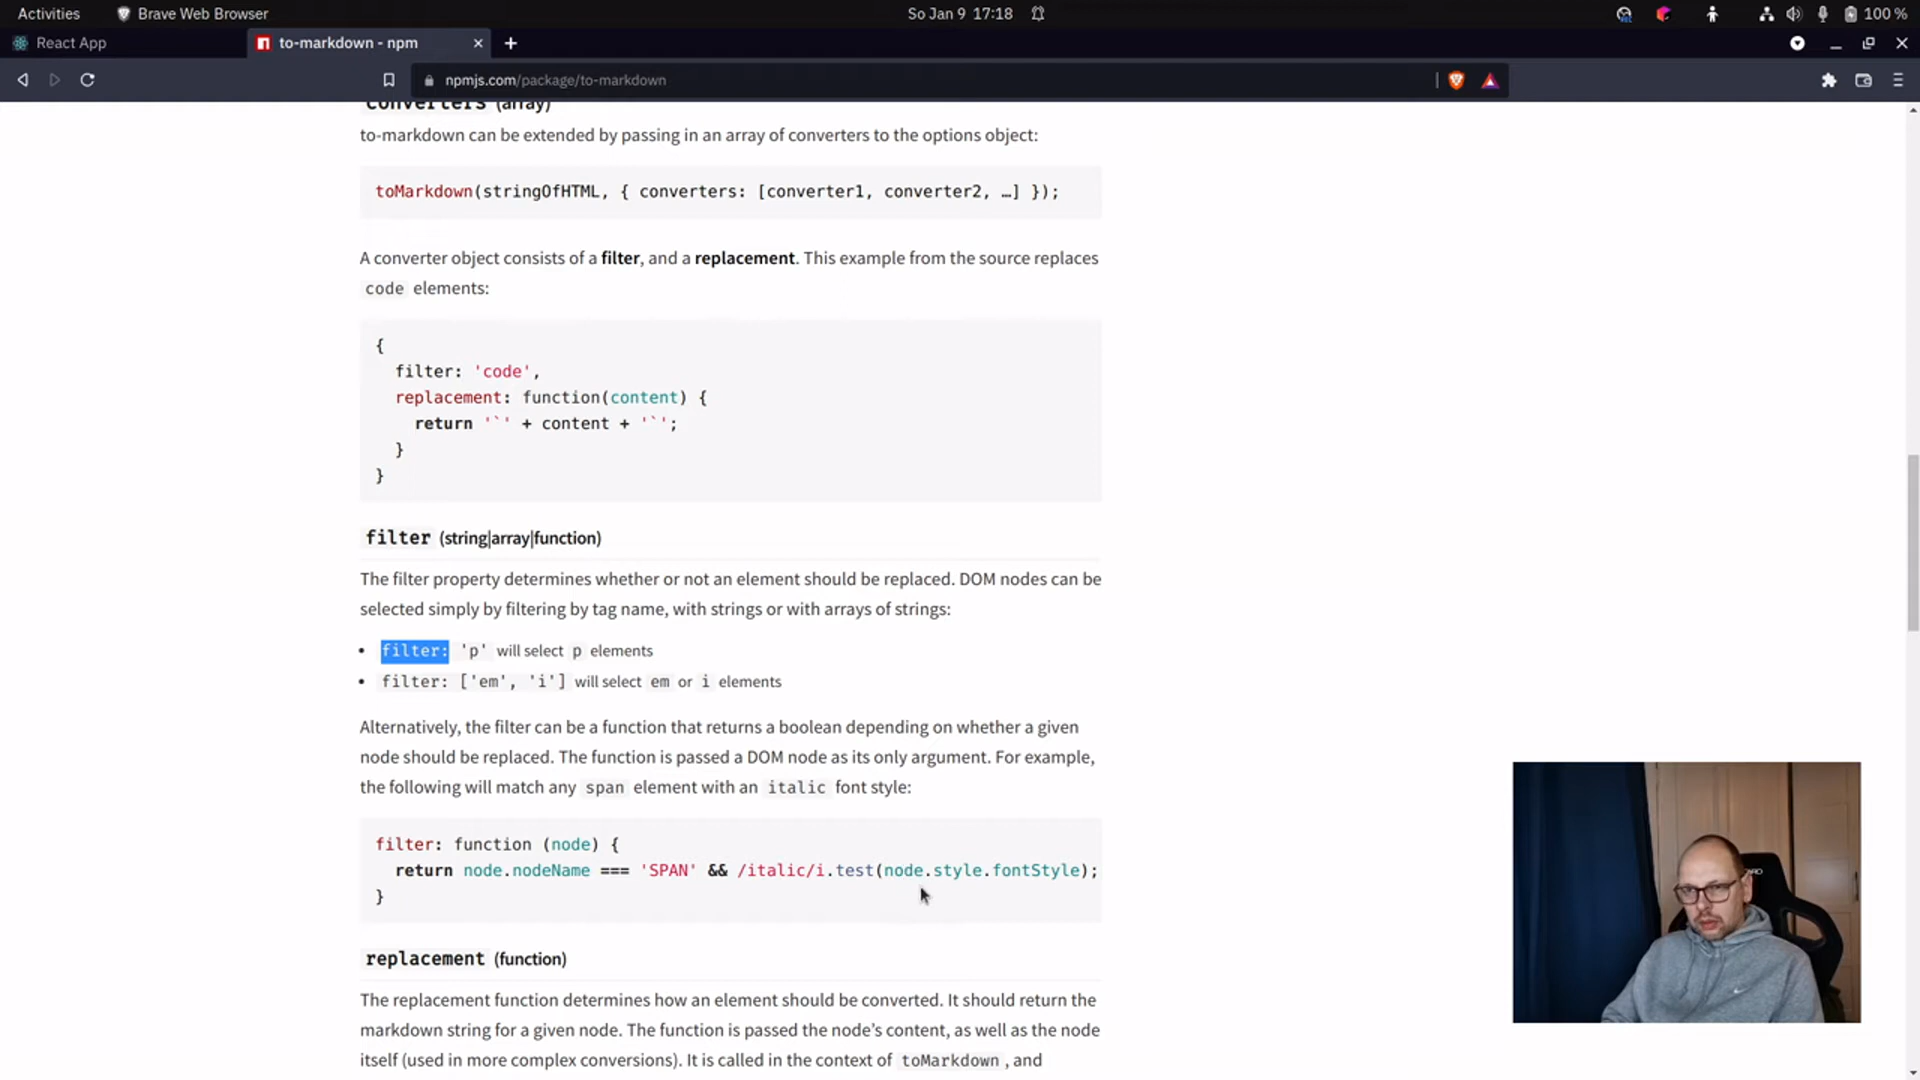 Activities
Brave Web Browser
So Jan 9 17:18
100 %
React App
to-markdown - npm
npmjs.com/package/to-markdown
converters (array)
to-markdown can be extended by passing in an array of converters to the options object:
toMarkdown(stringOfHTML, { converters: [converter1, converter2, …] });
A converter object consists of a filter, and a replacement. This example from the source replaces
code elements:
{
filter: 'code',
replacement: function(content) {
return '`' + content + '`';
}
}
filter (string|array|function)
The filter property determines whether or not an element should be replaced. DOM nodes can be
selected simply by filtering by tag name, with strings or with arrays of strings:
• filter: 'p' will select p elements
• filter: ['em', 'i'] will select em or i elements
Alternatively, the filter can be a function that returns a boolean depending on whether a given
node should be replaced. The function is passed a DOM node as its only argument. For example,
the following will match any span element with an italic font style:
filter: function (node) {
return node.nodeName === 'SPAN' && /italic/i.test(node.style.fontStyle);
}
replacement (function)
The replacement function determines how an element should be converted. It should return the
markdown string for a given node. The function is passed the node’s content, as well as the node
itself (used in more complex conversions). It is called in the context of toMarkdown, and